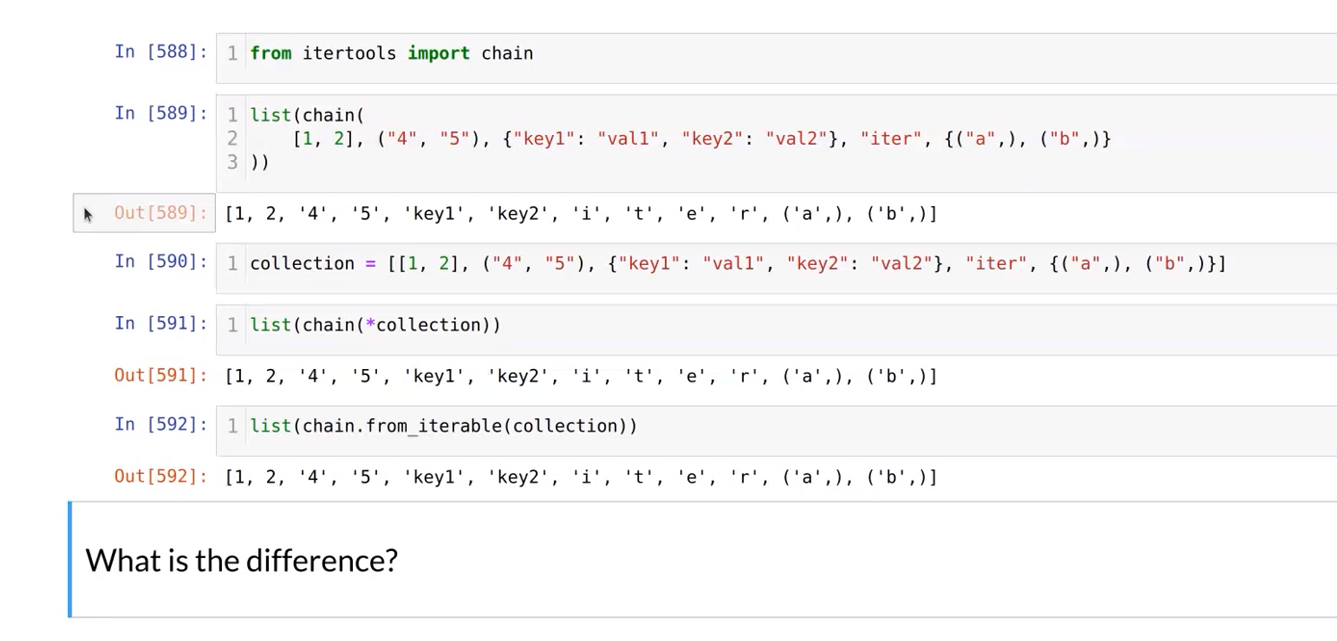 In [588]: 1 from itertools import chain
In [589]: 1 list(chain(
2     [1, 2], ("4", "5"), {"key1": "val1", "key2": "val2"}, "iter", {("a",), ("b",)}
3 ))
Out[589]: [1, 2, '4', '5', 'key1', 'key2', 'i', 't', 'e', 'r', ('a',), ('b',)]
In [590]: 1 collection = [[1, 2], ("4", "5"), {"key1": "val1", "key2": "val2"}, "iter", {("a",), ("b",)}]
In [591]: 1 list(chain(*collection))
Out[591]: [1, 2, '4', '5', 'key1', 'key2', 'i', 't', 'e', 'r', ('a',), ('b',)]
In [592]: 1 list(chain.from_iterable(collection))
Out[592]: [1, 2, '4', '5', 'key1', 'key2', 'i', 't', 'e', 'r', ('a',), ('b',)]
What is the difference?